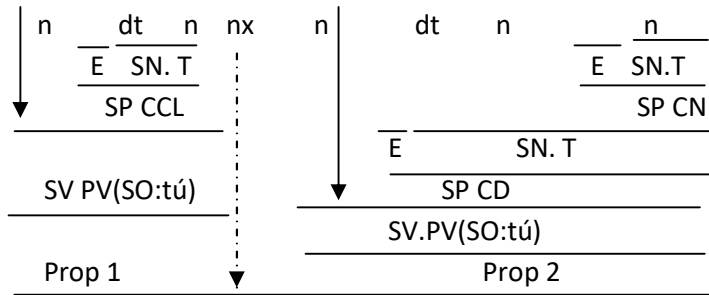 n dt n nx n dt n n
E SN. T E SN.T
SP CCL SP CN
E SN. T
SV PV(SO:tú) SP CD
SV.PV(SO:tú)
Prop 1 Prop 2